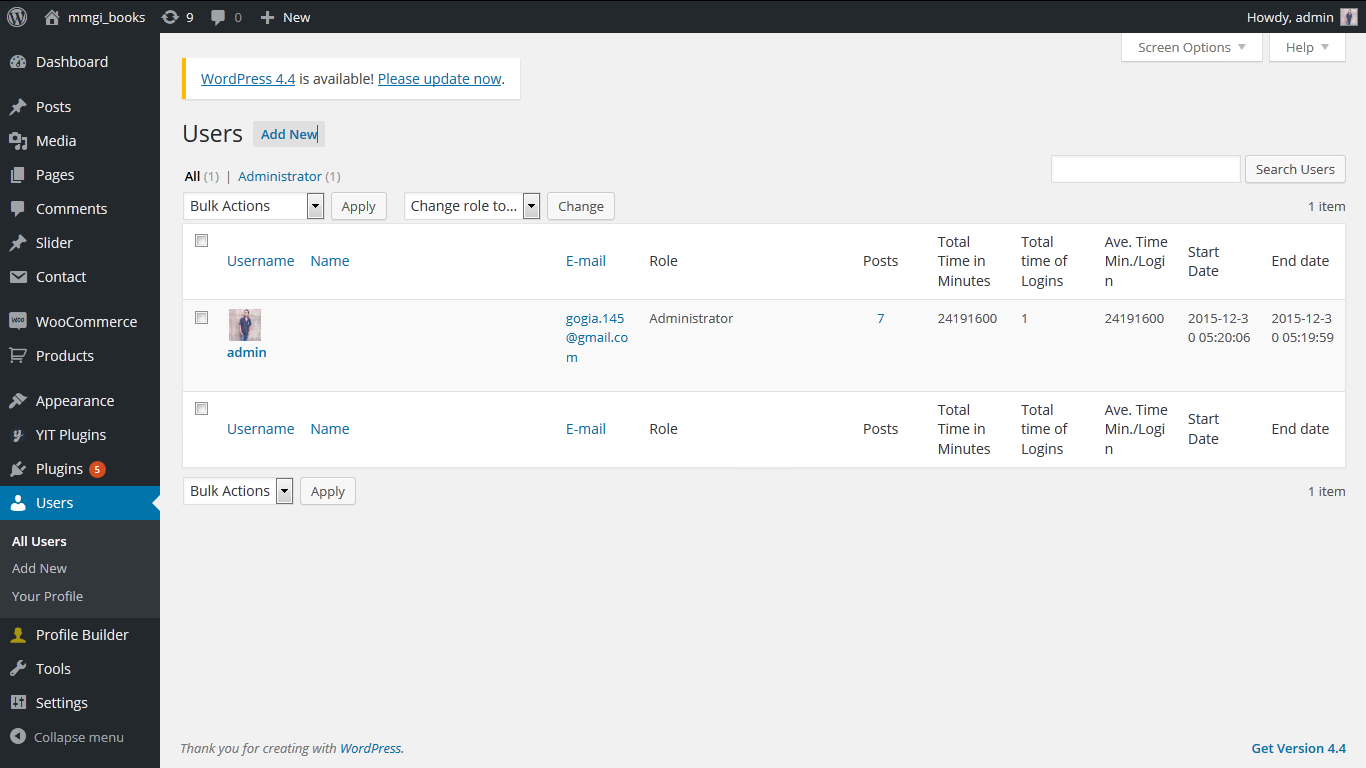 mmgi_books 9 0 New Howdy, admin
Screen Options Help
Dashboard
Posts
Media
Pages
Comments
Slider
Contact
WOO WooCommerce
Products
Appearance
YIT Plugins
Plugins 5
Users
All Users
Add New
Your Profile
Profile Builder
Tools
Settings
Collapse menu
WordPress 4.4 is available! Please update now.
Users Add New
All (1) | Administrator (1)
Search Users
Bulk Actions Apply Change role to... Change 1 item
Username Name E-mail Role Posts Total Time in Minutes Total time of Logins Ave. Time Min./Login Start Date End date
admin gogia.145@gmail.com Administrator 7 24191600 1 24191600 2015-12-30 05:20:06 2015-12-30 05:19:59
Username Name E-mail Role Posts Total Time in Minutes Total time of Logins Ave. Time Min./Login Start Date End date
Bulk Actions Apply 1 item
Thank you for creating with WordPress. Get Version 4.4